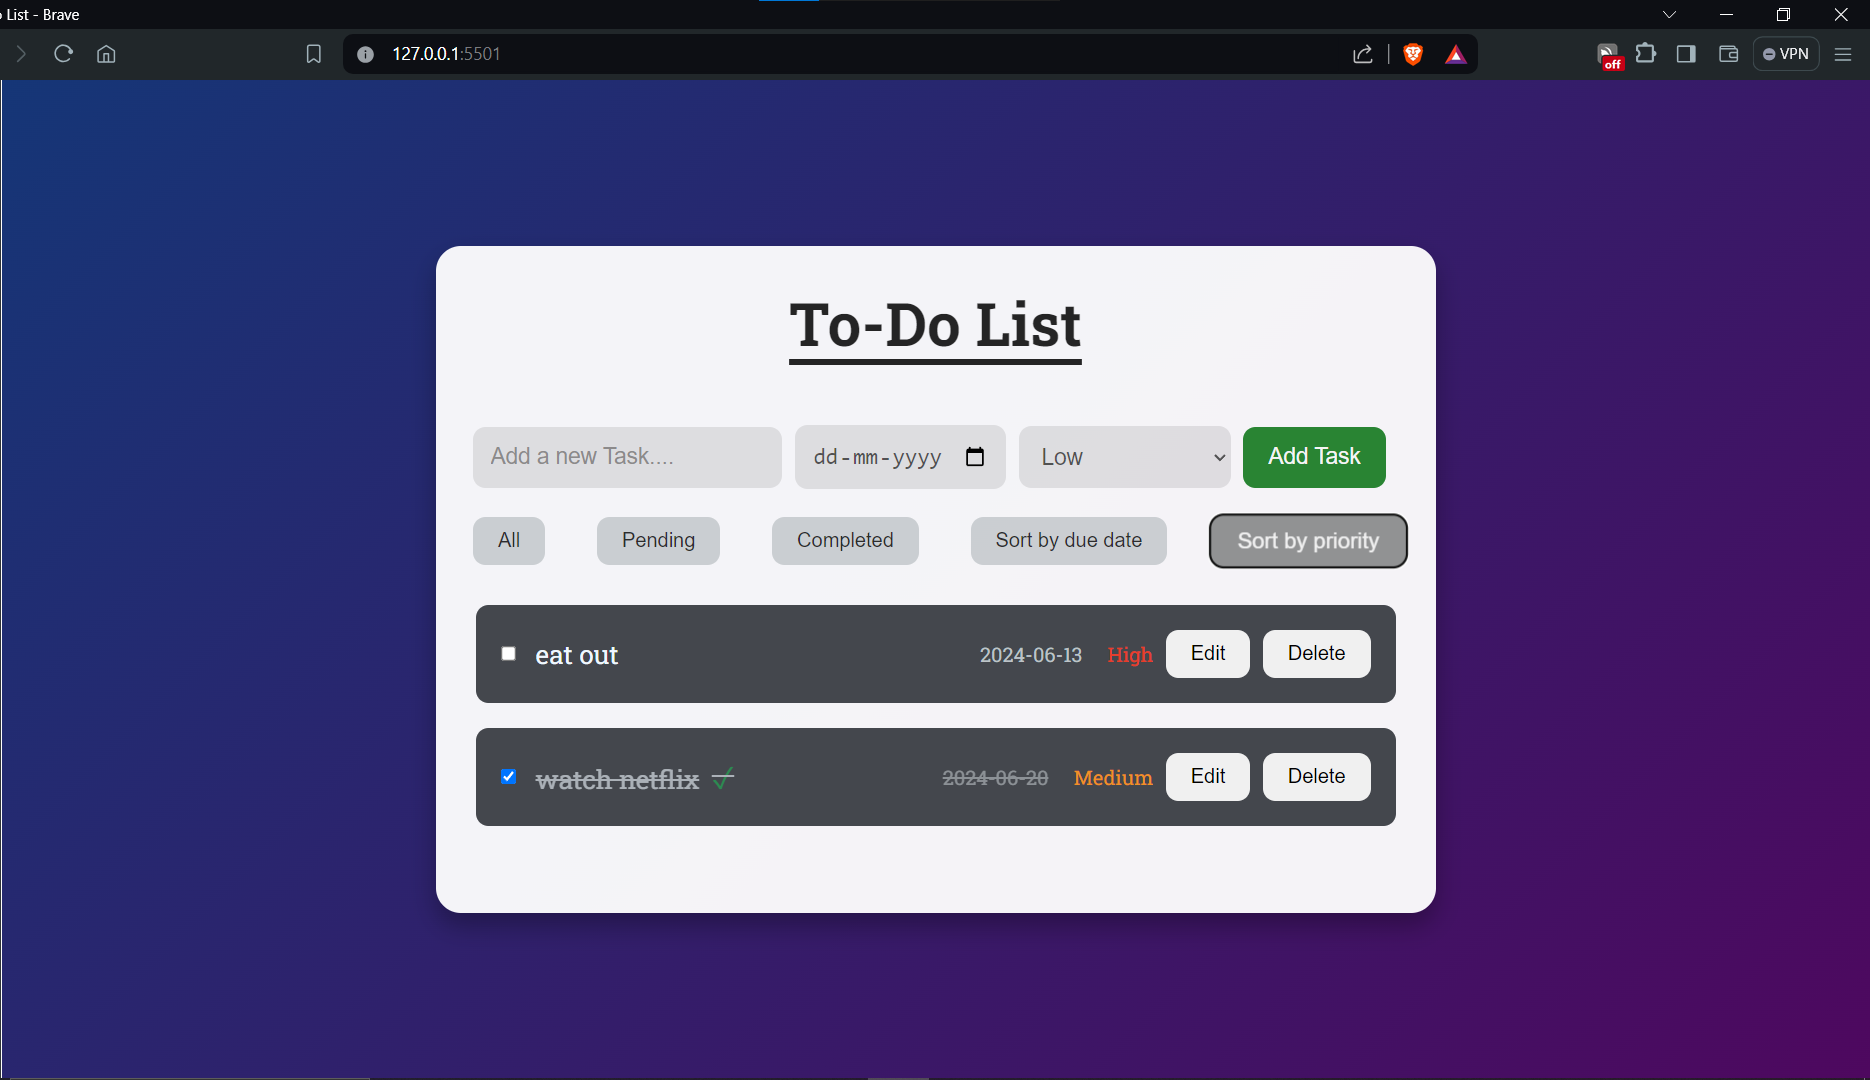 List - Brave
127.0.0.1:5501
off
VPN
To-Do List
Add a new Task.... dd-mm-yyyy Low Add Task
All Pending Completed Sort by due date Sort by priority
eat out 2024-06-13 High Edit Delete
watch netflix ✓ 2024-06-20 Medium Edit Delete